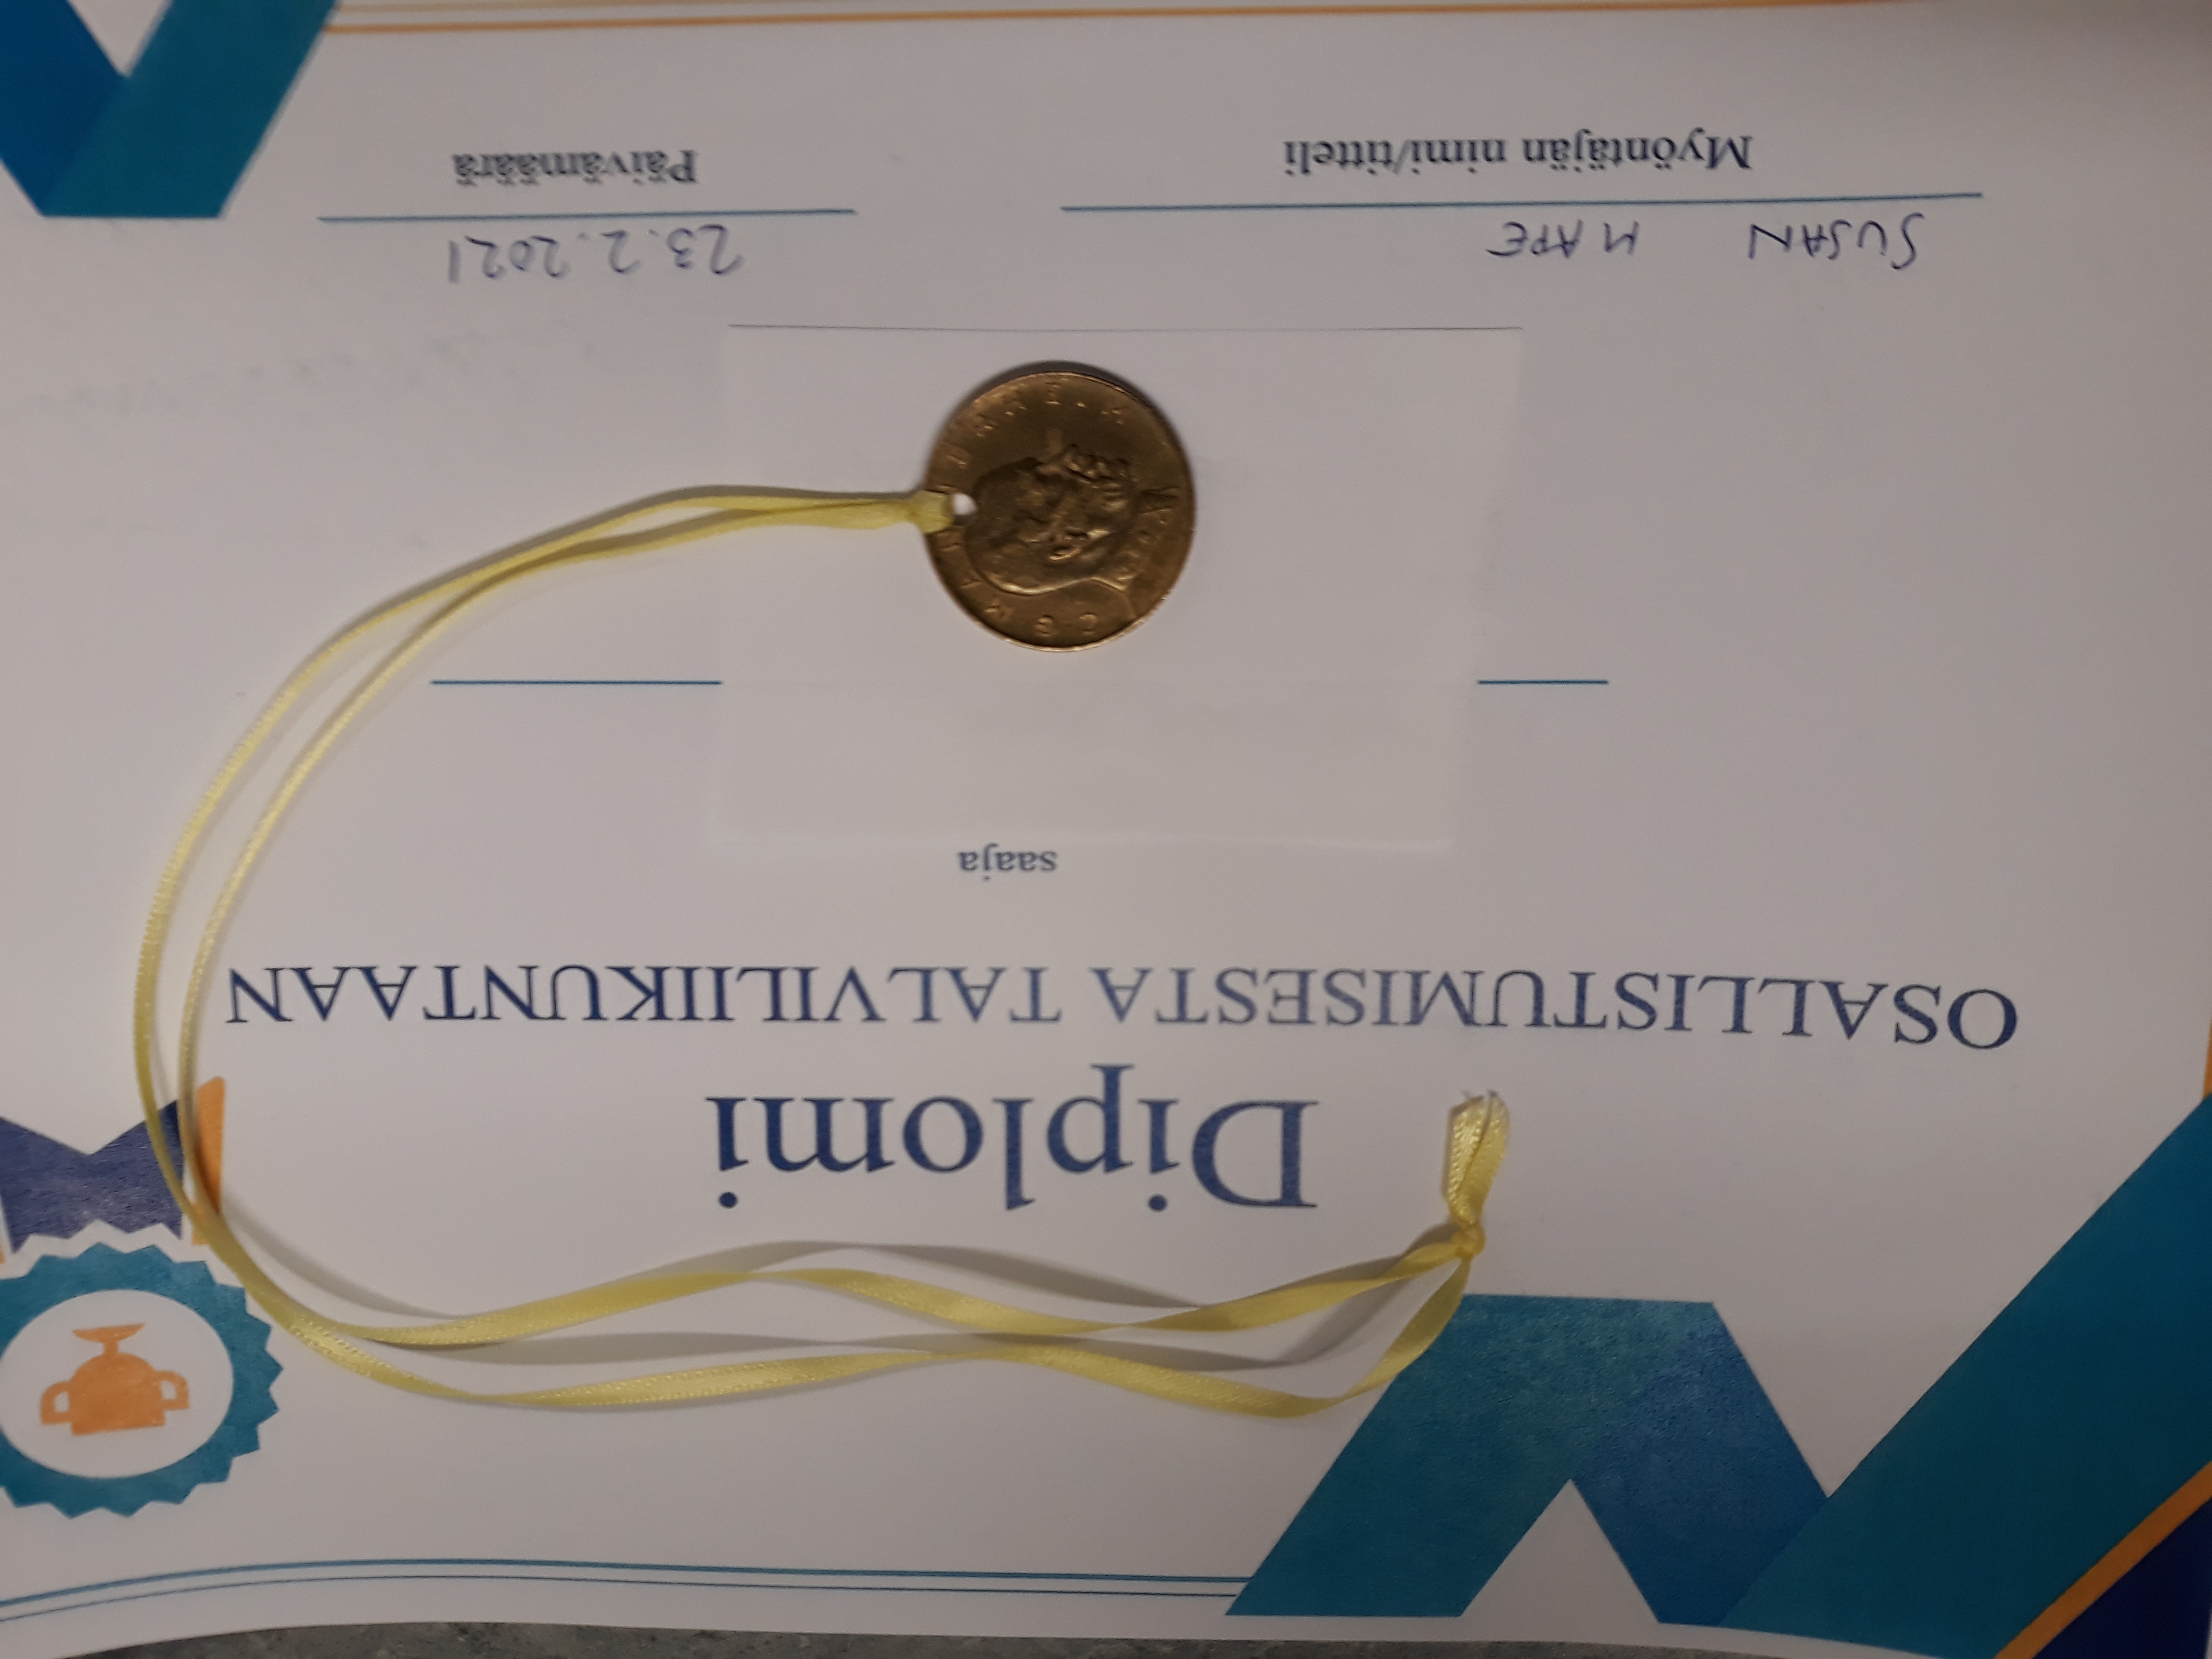 Diplomi
OSALLISTUMISESTA TALVILIIKUNTAAN
saaja
SUSAN MAPE 23.2.2021
Myöntäjän nimi/titteli Päivämäärä